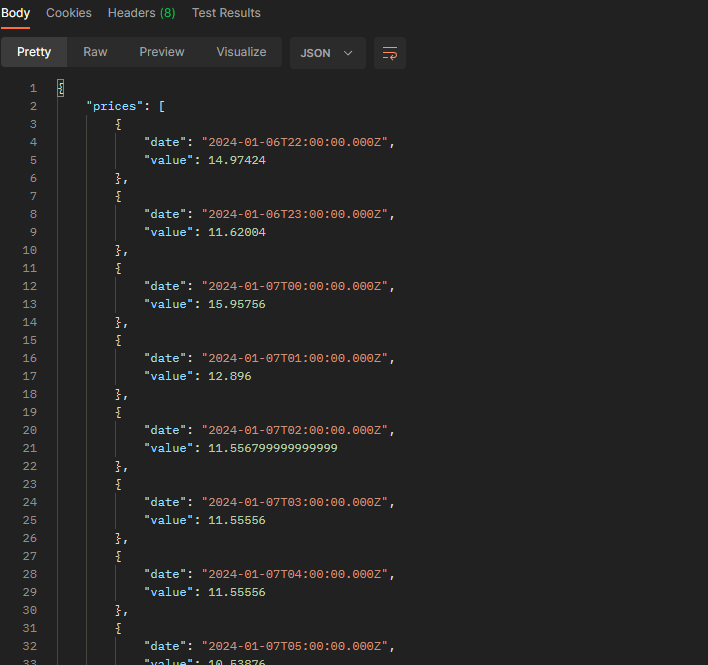 Body Cookies Headers (8) Test Results
Pretty Raw Preview Visualize JSON
1 {
2 "prices": [
3 {
4 "date": "2024-01-06T22:00:00.000Z",
5 "value": 14.97424
6 },
7 {
8 "date": "2024-01-06T23:00:00.000Z",
9 "value": 11.62004
10 },
11 {
12 "date": "2024-01-07T00:00:00.000Z",
13 "value": 15.95756
14 },
15 {
16 "date": "2024-01-07T01:00:00.000Z",
17 "value": 12.896
18 },
19 {
20 "date": "2024-01-07T02:00:00.000Z",
21 "value": 11.556799999999999
22 },
23 {
24 "date": "2024-01-07T03:00:00.000Z",
25 "value": 11.55556
26 },
27 {
28 "date": "2024-01-07T04:00:00.000Z",
29 "value": 11.55556
30 },
31 {
32 "date": "2024-01-07T05:00:00.000Z",
33 "value": 10.53876